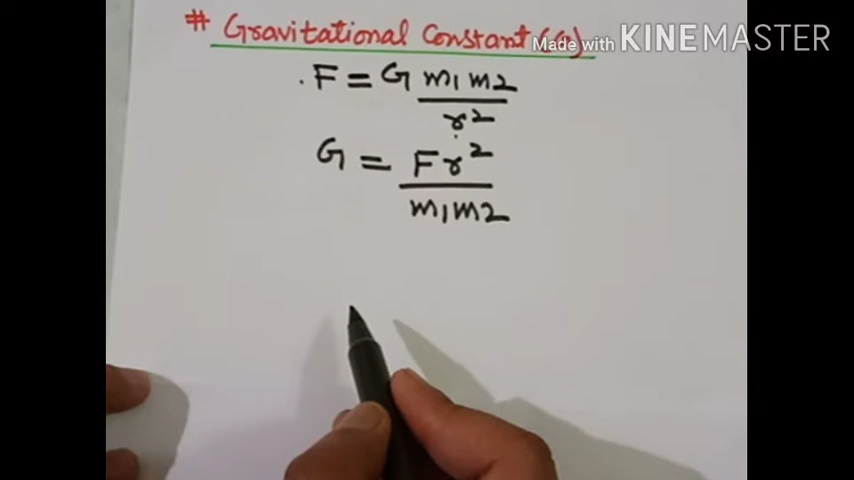 # Gravitational Constant (G)
Made with KINEMASTER
F = G m1 m2
r2
G = F r2
m1 m2